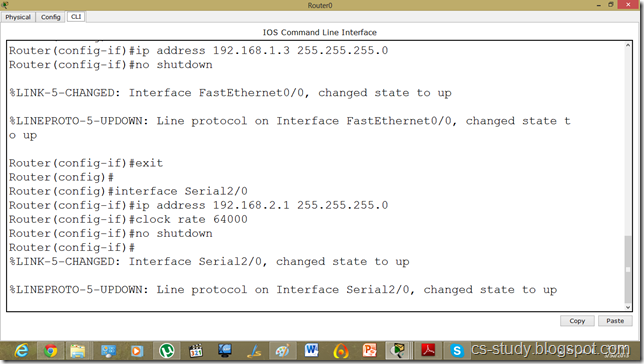 Router0
Physical Config CLI
IOS Command Line Interface
Router(config-if)#ip address 192.168.1.3 255.255.255.0
Router(config-if)#no shutdown
%LINK-5-CHANGED: Interface FastEthernet0/0, changed state to up
%LINEPROTO-5-UPDOWN: Line protocol on Interface FastEthernet0/0, changed state t
o up
Router(config-if)#exit
Router(config)#
Router(config)#interface Serial2/0
Router(config-if)#ip address 192.168.2.1 255.255.255.0
Router(config-if)#clock rate 64000
Router(config-if)#no shutdown
Router(config-if)#
%LINK-5-CHANGED: Interface Serial2/0, changed state to up
%LINEPROTO-5-UPDOWN: Line protocol on Interface Serial2/0, changed state to up
Copy Paste
cs-study.blogspot.com